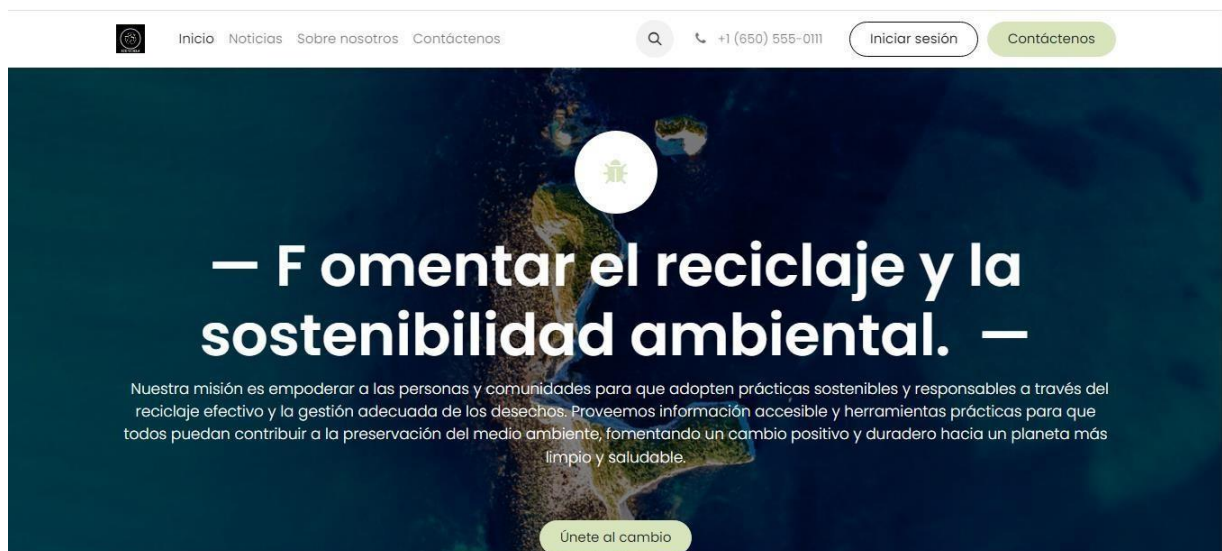 Inicio Noticias Sobre nosotros Contáctenos +1 (650) 555-0111 Iniciar sesión Contáctenos
— F omentar el reciclaje y la
sostenibilidad ambiental. —
Nuestra misión es empoderar a las personas y comunidades para que adopten prácticas sostenibles y responsables a través del
reciclaje efectivo y la gestión adecuada de los desechos. Proveemos información accesible y herramientas prácticas para que
todos puedan contribuir a la preservación del medio ambiente, fomentando un cambio positivo y duradero hacia un planeta más
limpio y saludable.
Únete al cambio